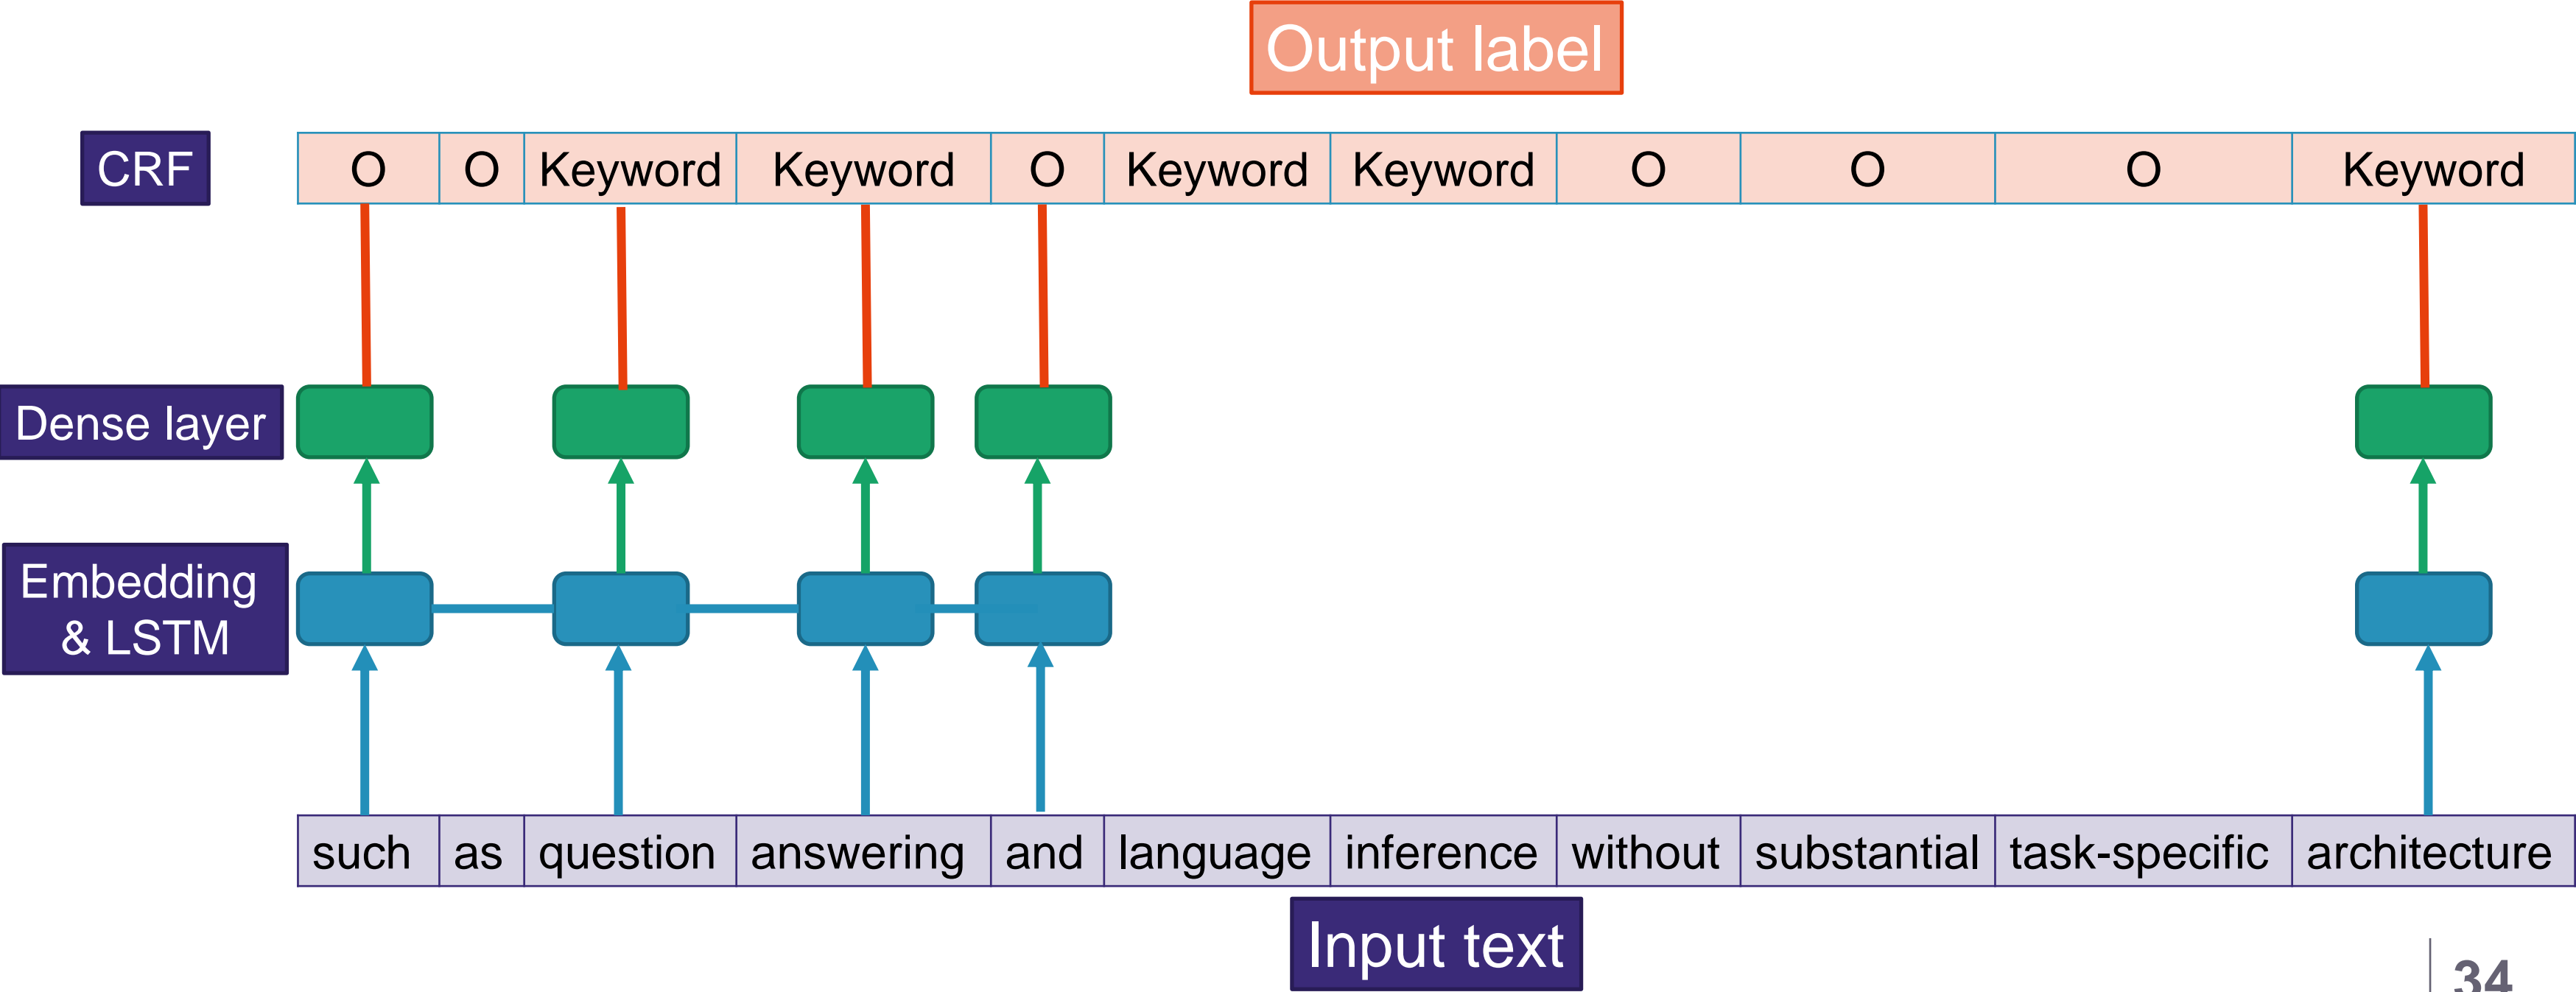 Output label
CRF
O O Keyword Keyword O Keyword Keyword O O O Keyword
Dense layer
Embedding
& LSTM
such as question answering and language inference without substantial task-specific architecture
Input text
34